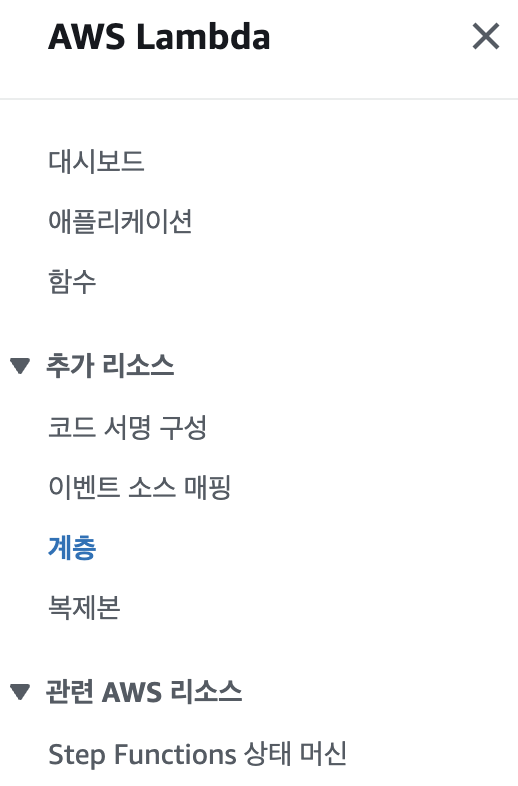 AWS Lambda
대시보드
애플리케이션
함수
추가 리소스
코드 서명 구성
이벤트 소스 매핑
계층
복제본
관련 AWS 리소스
Step Functions 상태 머신